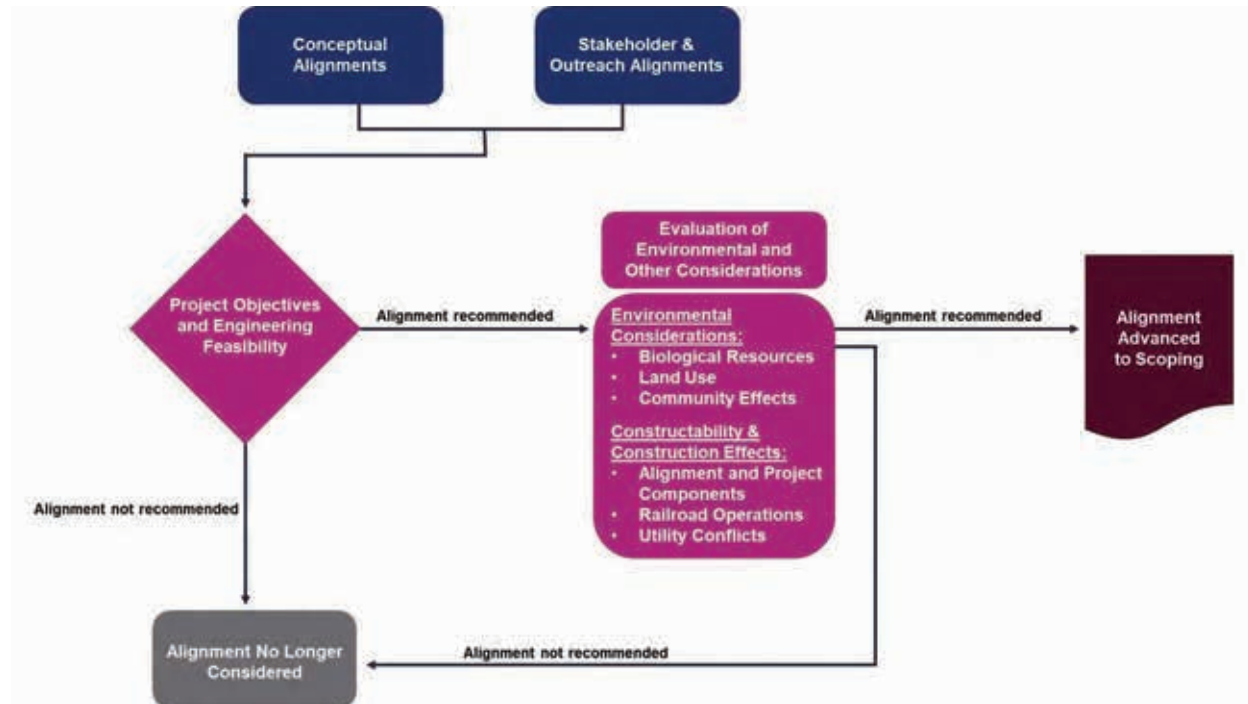 Conceptual
Alignments
Stakeholder &
Outreach Alignments
Project Objectives
and Engineering
Feasibility
Alignment recommended
Evaluation of
Environmental and
Other Considerations
Environmental
Considerations:
• Biological Resources
• Land Use
• Community Effects
Constructability &
Construction Effects:
• Alignment and Project
Components
• Railroad Operations
• Utility Conflicts
Alignment recommended
Alignment
Advanced
to Scoping
Alignment not recommended
Alignment No Longer
Considered
Alignment not recommended